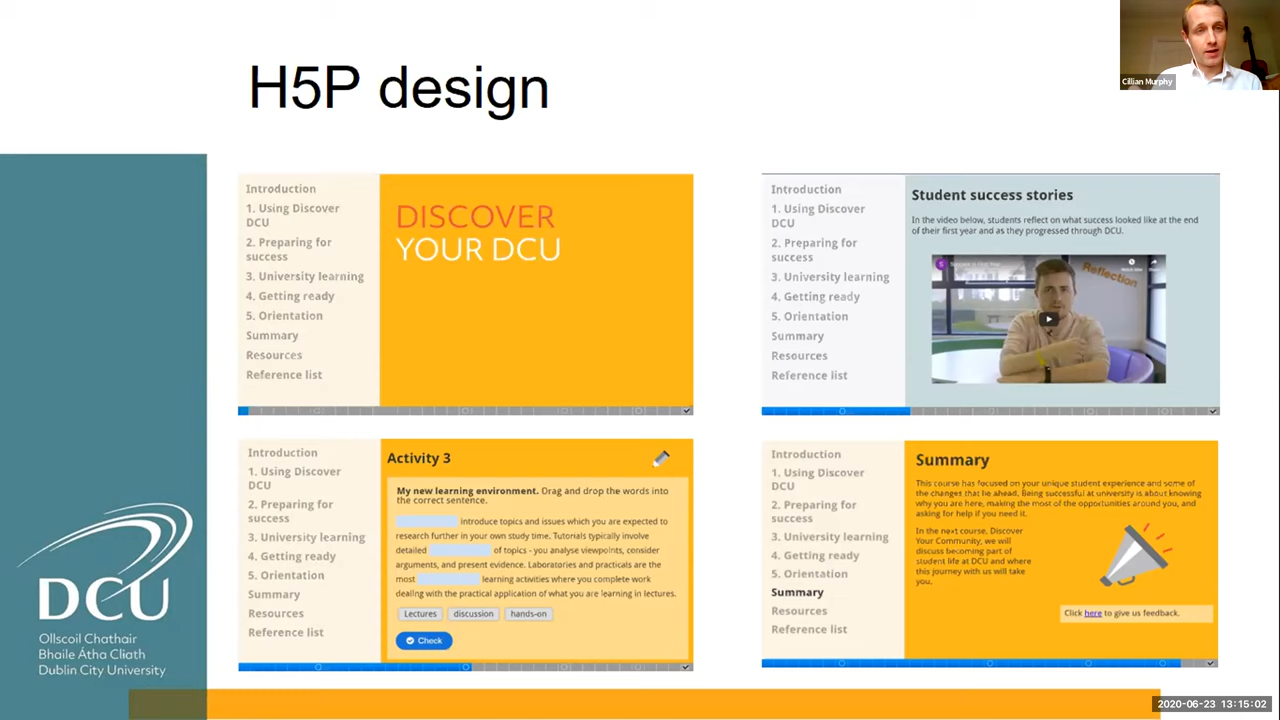 H5P design
Cillian Murphy
Introduction
1. Using Discover
DCU
2. Preparing for
success
3. University learning
4. Getting ready
5. Orientation
Summary
Resources
Reference list
DISCOVER
YOUR DCU
Introduction
1. Using Discover
DCU
2. Preparing for
success
3. University learning
4. Getting ready
5. Orientation
Summary
Resources
Reference list
Student success stories
In the video below, students reflect on what success looked like at the end
of their first year and as they progressed through DCU.
S
Reflection
Introduction
1. Using Discover
DCU
2. Preparing for
success
3. University learning
4. Getting ready
5. Orientation
Summary
Resources
Reference list
Activity 3
My new learning environment. Drag and drop the words into
the correct sentence.
introduce topics and issues which you are expected to
research further in your own study time. Tutorials typically involve
detailed of topics - you analyse viewpoints, consider
arguments, and present evidence. Laboratories and practicals are the
most learning activities where you complete work
dealing with the practical application of what you are learning in lectures.
Lectures discussion hands-on
Check
Introduction
1. Using Discover
DCU
2. Preparing for
success
3. University learning
4. Getting ready
5. Orientation
Summary
Resources
Reference list
Summary
This course has focused on your unique student experience and some of
the changes that lie ahead. Being successful at university is about knowing
why you are here, making the most of the opportunities around you, and
asking for help if you need it.
In the next course, Discover
Your Community, we will
discuss becoming part of
student life at DCU and where
this journey with us will take
you.
Click here to give us feedback.
DCU
Ollscoil Chathair
Bhaile Átha Cliath
Dublin City University
2020-06-23 13:15:02